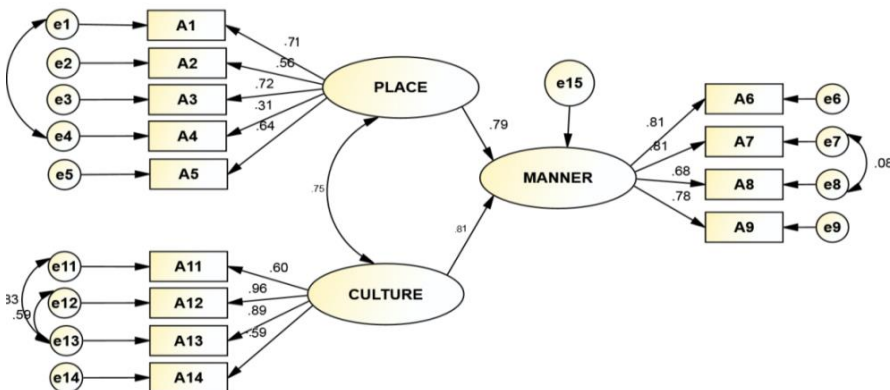 e1 A1
.71
e2 A2
.56
e3 A3
.72
.31
e4 A4
.64
e5 A5
PLACE
e15
.79
.75
MANNER
.81
CULTURE
.81
A6 e6
.81
A7 e7
.68
A8 e8
.08
.78
A9 e9
e11 A11
.60
e12 A12
.96
.59
.89
e13 A13
.59
e14 A14